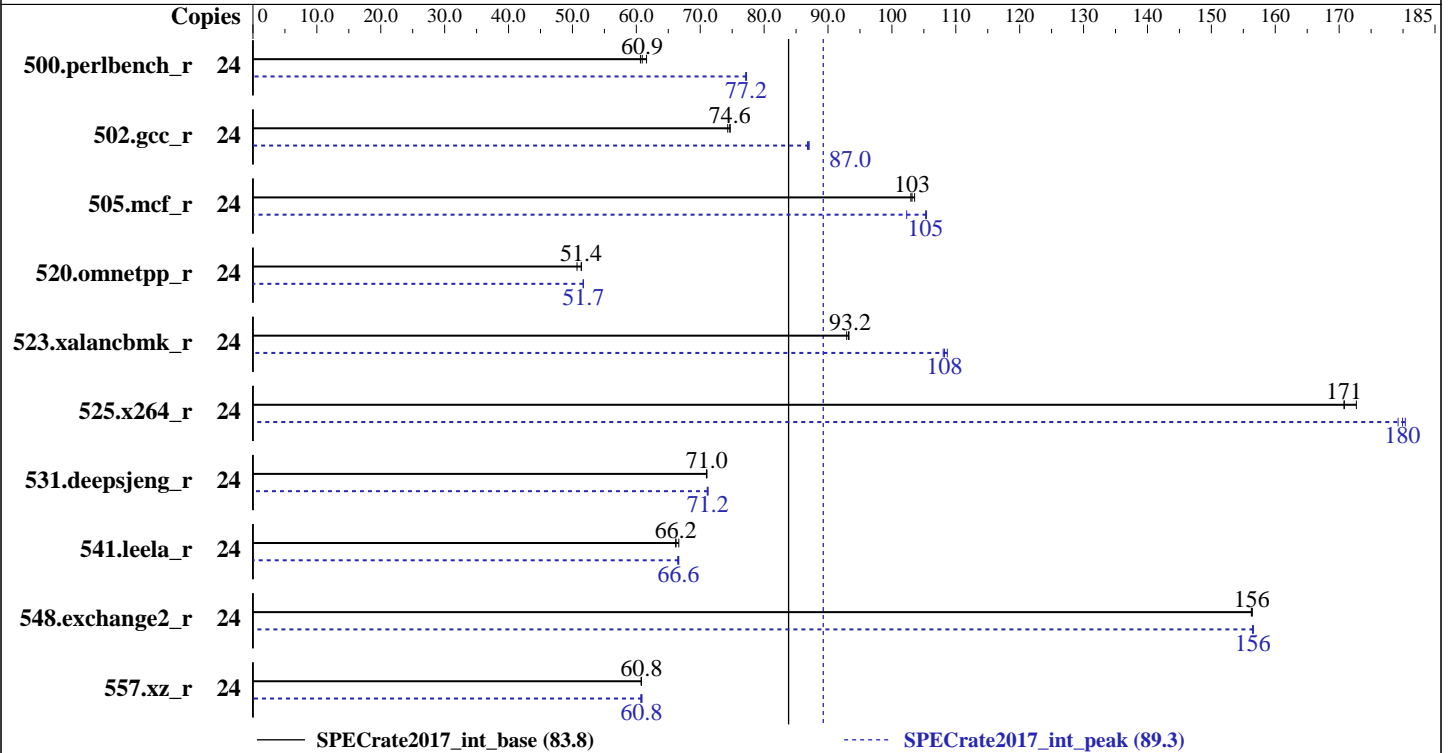 Copies 0 10.0 20.0 30.0 40.0 50.0 60.0 70.0 80.0 90.0 100 110 120 130 140 150 160 170 185
500.perlbench_r 24 60.9
77.2
502.gcc_r 24 74.6
87.0
505.mcf_r 24 103
105
520.omnetpp_r 24 51.4
51.7
523.xalancbmk_r 24 93.2
108
525.x264_r 24 171
180
531.deepsjeng_r 24 71.0
71.2
541.leela_r 24 66.2
66.6
548.exchange2_r 24 156
156
557.xz_r 24 60.8
60.8
SPECrate2017_int_base (83.8) SPECrate2017_int_peak (89.3)